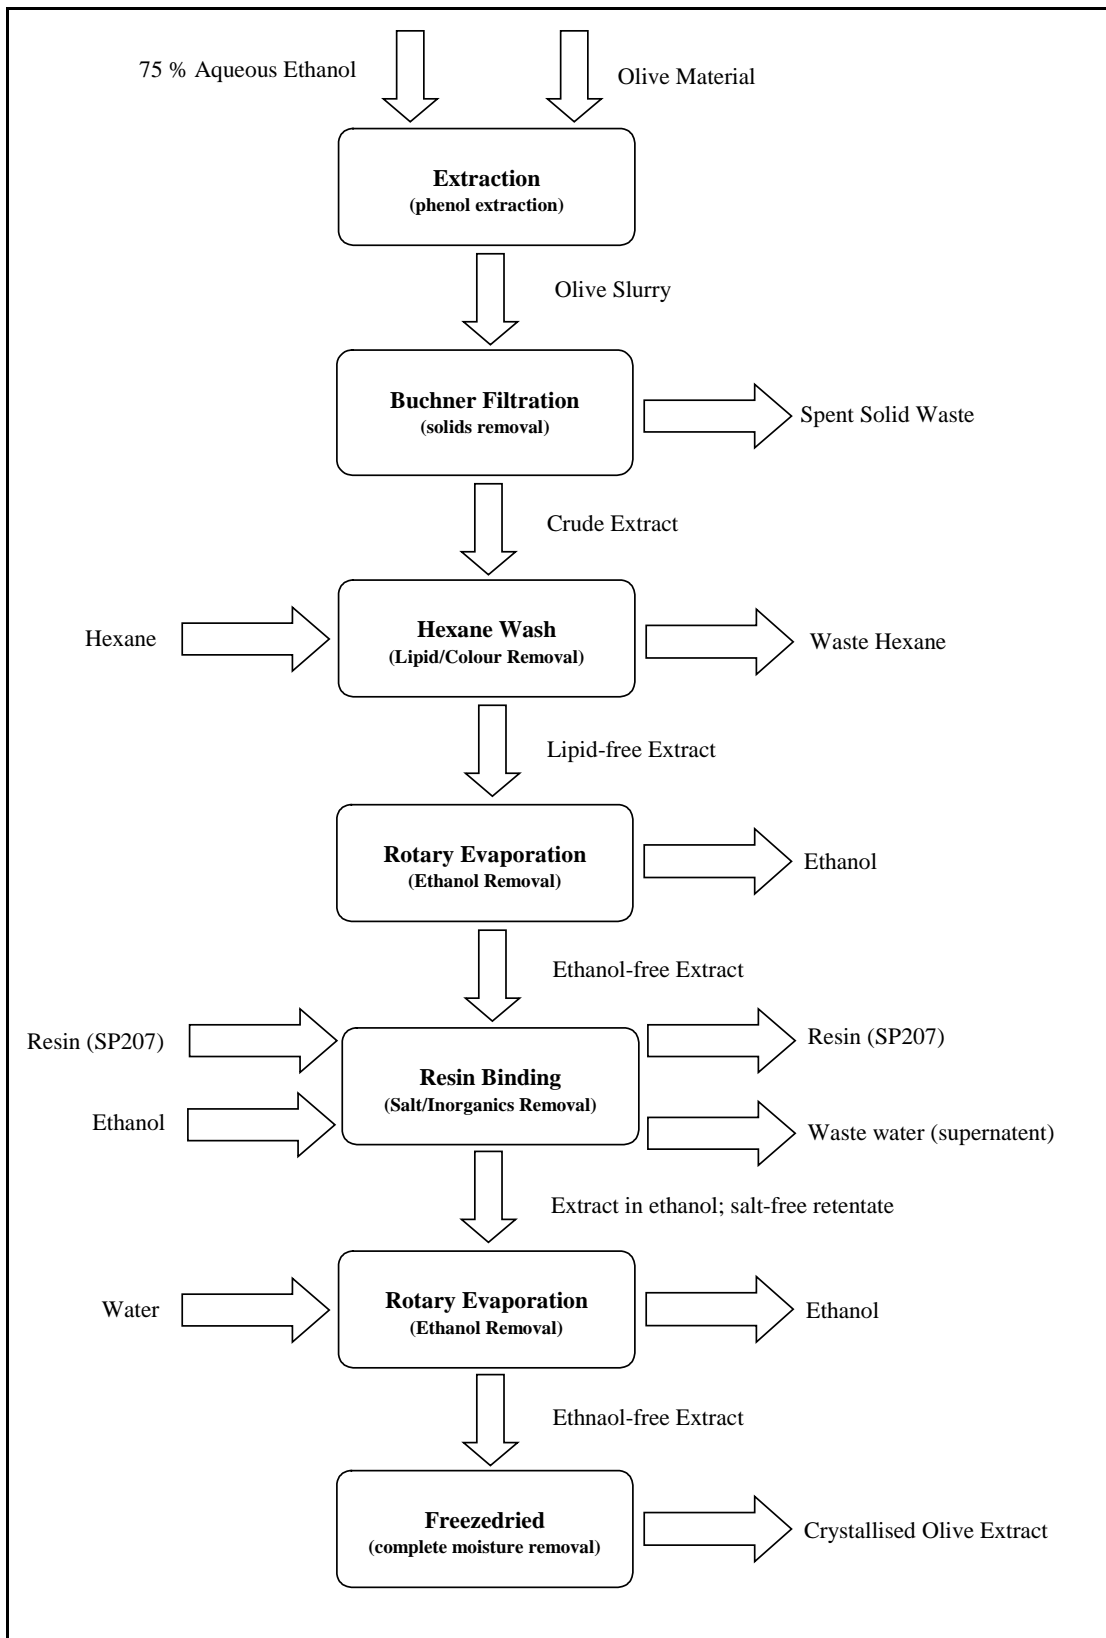 75 % Aqueous Ethanol
Olive Material
Extraction
(phenol extraction)
Olive Slurry
Buchner Filtration
(solids removal)
Spent Solid Waste
Crude Extract
Hexane
Hexane Wash
(Lipid/Colour Removal)
Waste Hexane
Lipid-free Extract
Rotary Evaporation
(Ethanol Removal)
Ethanol
Ethanol-free Extract
Resin (SP207)
Ethanol
Resin Binding
(Salt/Inorganics Removal)
Resin (SP207)
Waste water (supernatent)
Extract in ethanol; salt-free retentate
Water
Rotary Evaporation
(Ethanol Removal)
Ethanol
Ethnaol-free Extract
Freezedried
(complete moisture removal)
Crystallised Olive Extract